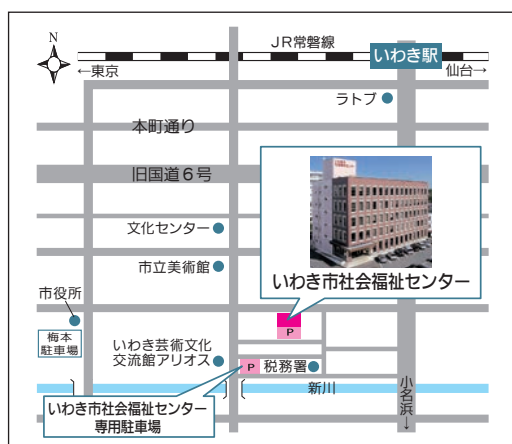 N
JR常磐線
いわき駅
←東京
仙台→
ラトブ
本町通り
旧国道6号
文化センター
市立美術館
いわき市社会福祉センター
市役所
梅本
駐車場
P
いわき芸術文化
交流館アリオス
P
税務署
新川
小名浜→
いわき市社会福祉センター
専用駐車場